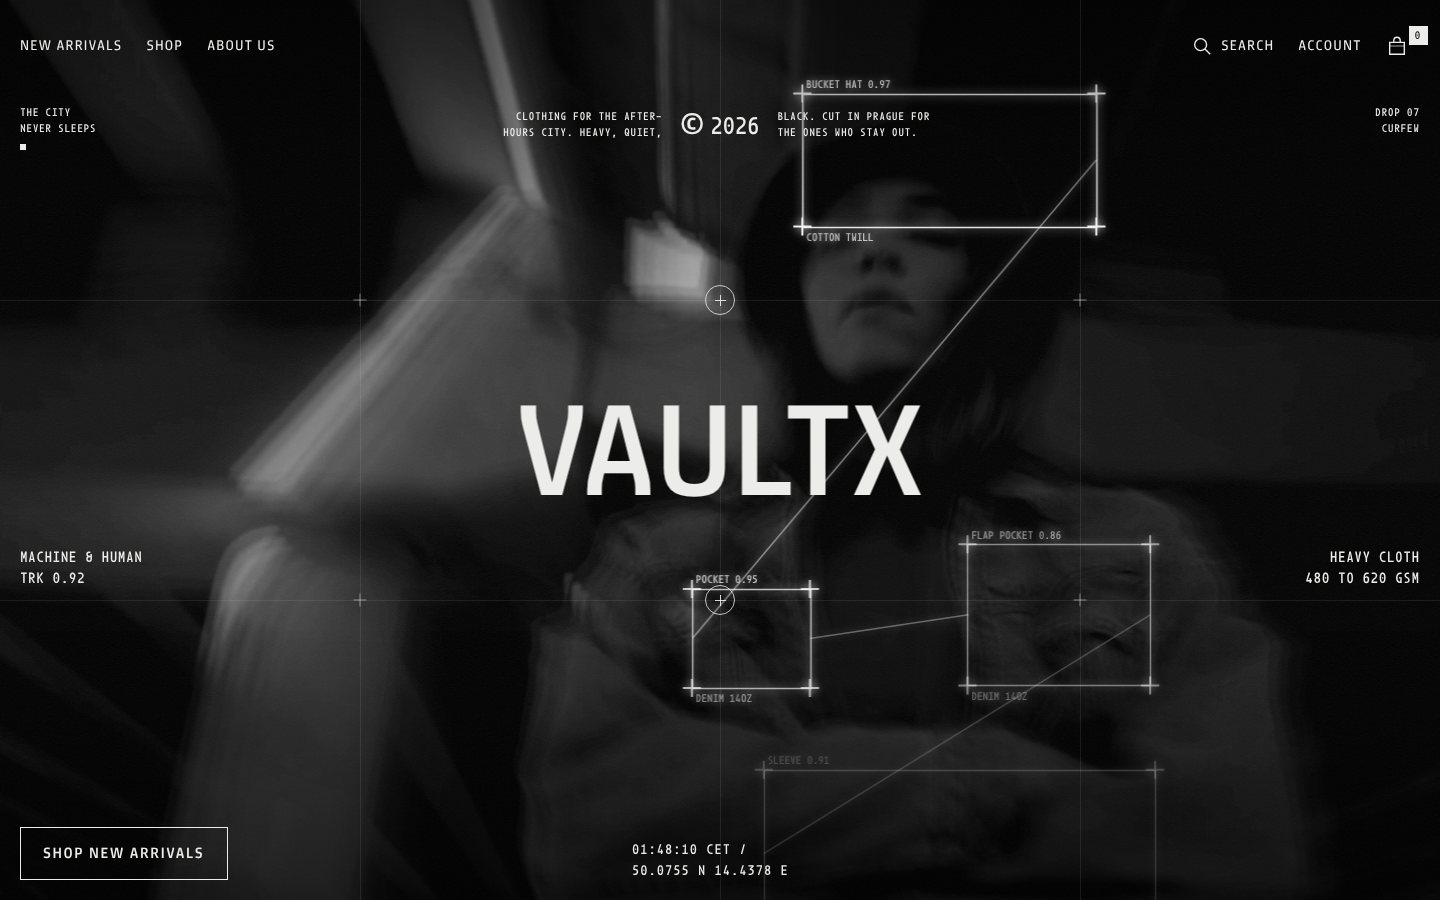 NEW ARRIVALS SHOP ABOUT US
SEARCH ACCOUNT 0
THE CITY
NEVER SLEEPS
CLOTHING FOR THE AFTER-
HOURS CITY. HEAVY, QUIET,
© 2026
BLACK. CUT IN PRAGUE FOR
THE ONES WHO STAY OUT.
DROP 07
CURFEW
BUCKET HAT 0.97
COTTON TWILL
VAULTX
MACHINE & HUMAN
TRK 0.92
HEAVY CLOTH
480 TO 620 GSM
FLAP POCKET 0.86
DENIM 14OZ
POCKET 0.95
DENIM 14OZ
SLEEVE 0.91
SHOP NEW ARRIVALS
01:48:10 CET /
50.0755 N 14.4378 E